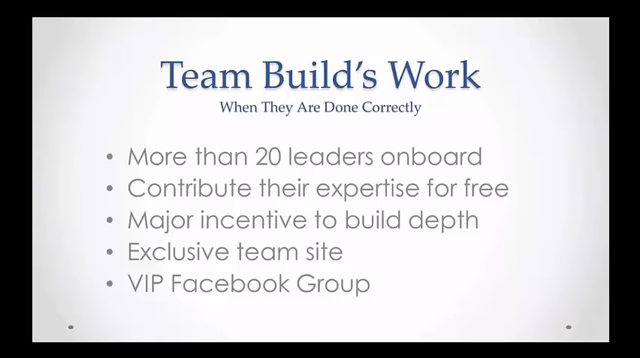 Team Build's Work
When They Are Done Correctly
• More than 20 leaders onboard
• Contribute their expertise for free
• Major incentive to build depth
• Exclusive team site
• VIP Facebook Group